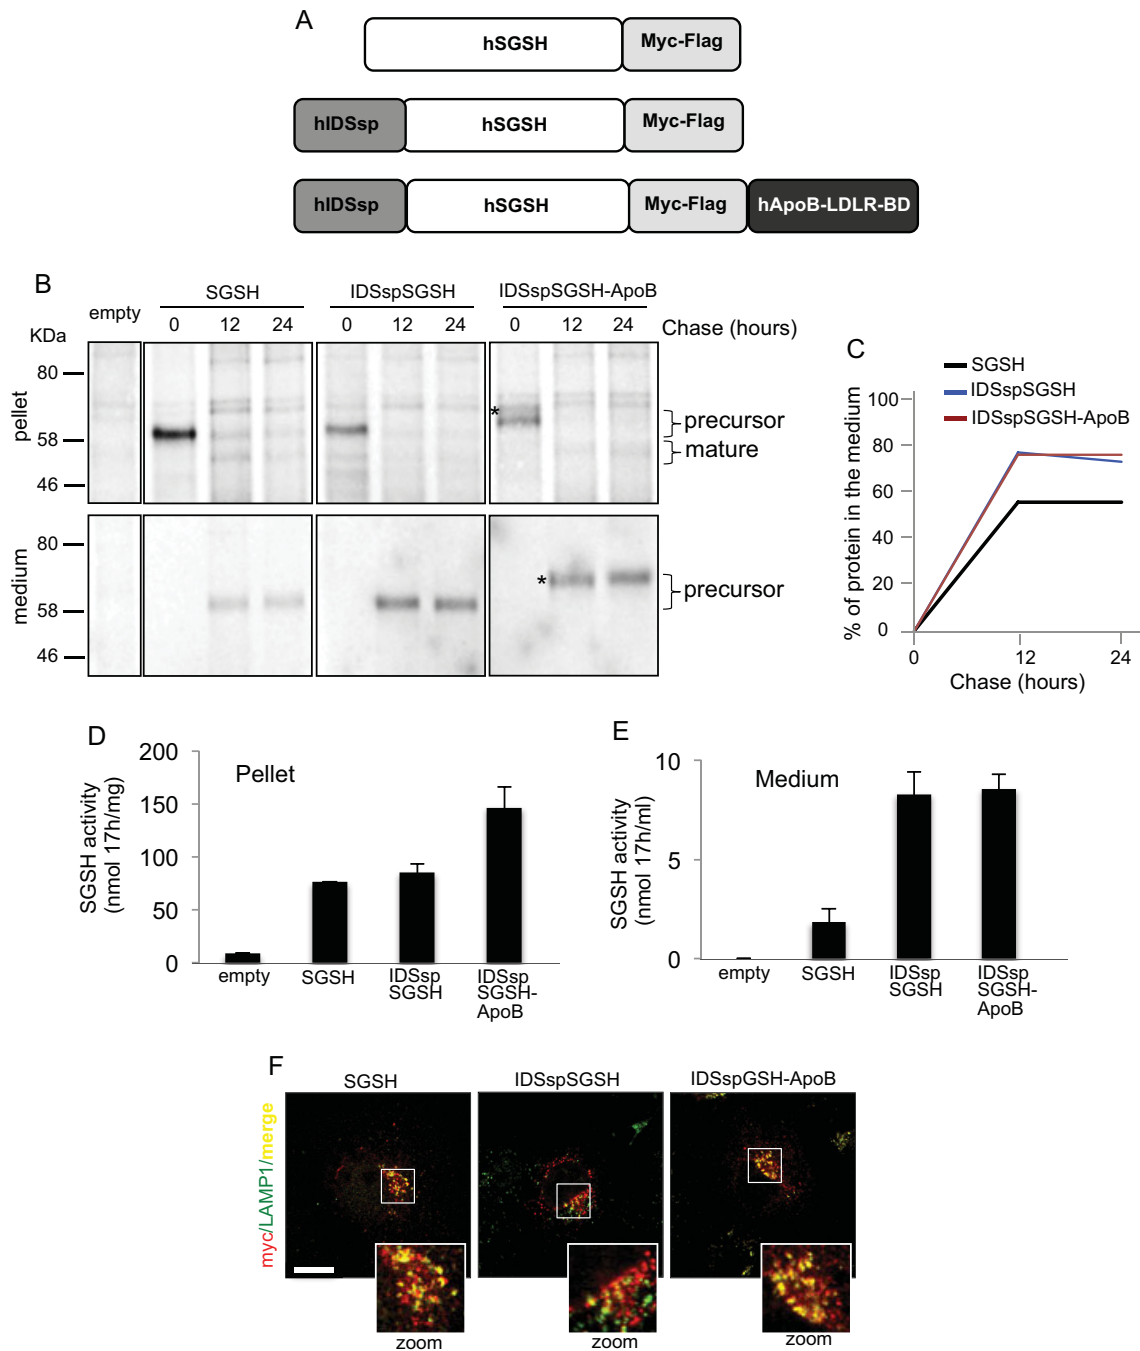 A
hSGSH Myc-Flag
hIDSsp hSGSH Myc-Flag
hIDSsp hSGSH Myc-Flag hApoB-LDLR-BD
B
empty SGSH IDSspSGSH IDSspSGSH-ApoB
KDa 0 12 24 0 12 24 0 12 24 Chase (hours)
pellet
80
58
46
*
precursor
mature
medium
80
58
46
*
precursor
C
SGSH
IDSspSGSH
IDSspSGSH-ApoB
% of protein in the medium
100
80
60
40
20
0
0 12 24
Chase (hours)
D
Pellet
SGSH activity
(nmol 17h/mg)
200
150
100
50
0
empty SGSH IDSsp SGSH IDSsp SGSH-ApoB
E
Medium
SGSH activity
(nmol 17h/ml)
10
5
0
empty SGSH IDSsp SGSH IDSsp SGSH-ApoB
F
SGSH IDSspSGSH IDSspGSH-ApoB
myc/LAMP1/merge
zoom zoom zoom